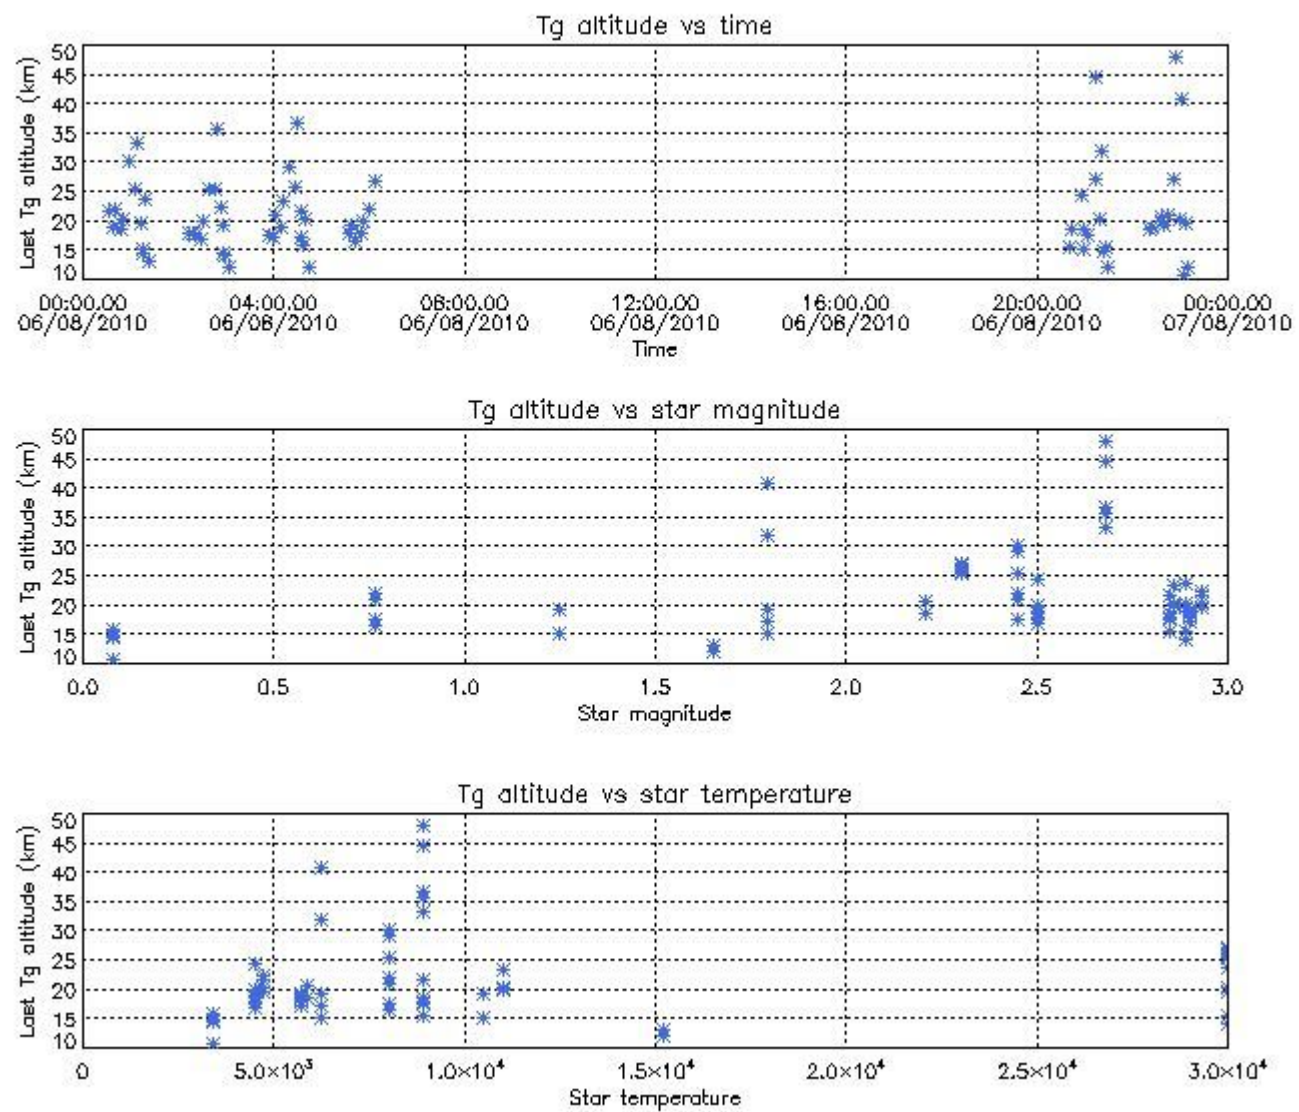 Tg altitude vs time
Last Tg altitude (km)
50
45
40
35
30
25
20
15
10
00:00.00 04:00.00 08:00.00 12:00.00 16:00.00 20:00.00 00:00.00
06/08/2010 06/08/2010 06/08/2010 06/08/2010 06/08/2010 06/08/2010 07/08/2010
Time
Tg altitude vs star magnitude
Last Tg altitude (km)
50
45
40
35
30
25
20
15
10
0.0 0.5 1.0 1.5 2.0 2.5 3.0
Star magnitude
Tg altitude vs star temperature
Last Tg altitude (km)
50
45
40
35
30
25
20
15
10
0 5.0×10³ 1.0×10⁴ 1.5×10⁴ 2.0×10⁴ 2.5×10⁴ 3.0×10⁴
Star temperature